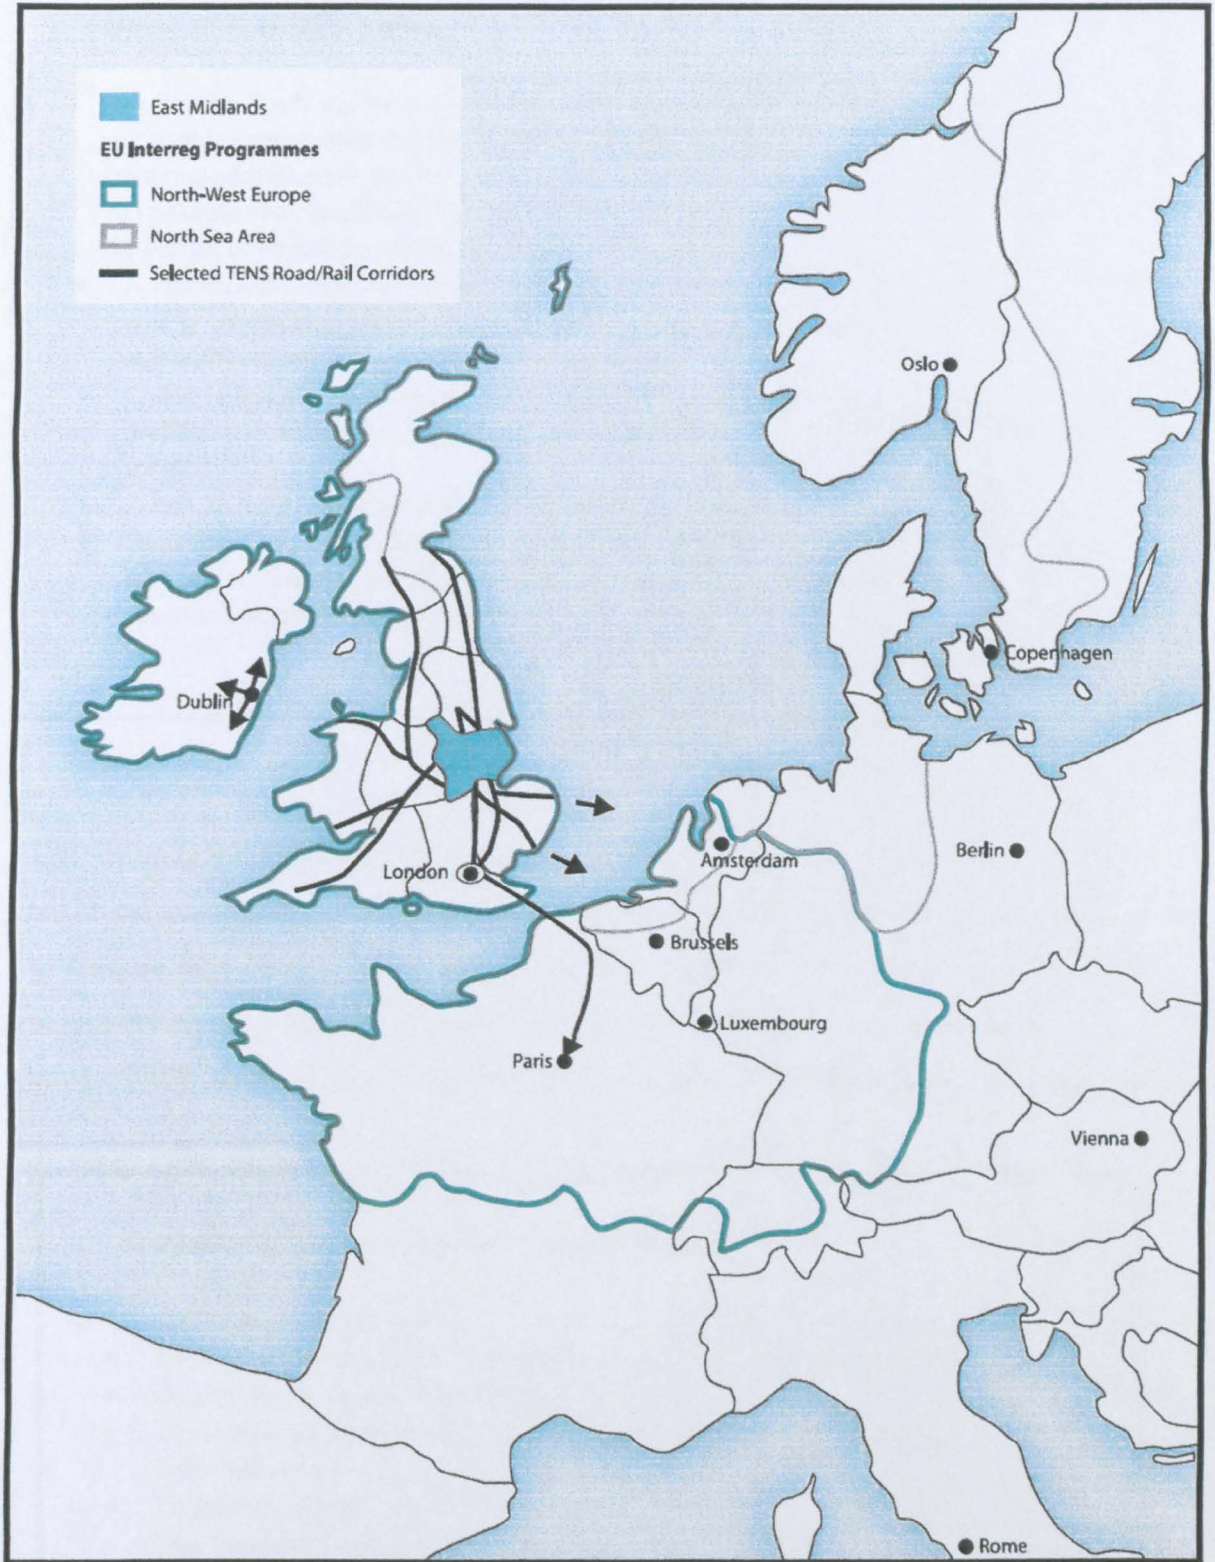 East Midlands
EU Interreg Programmes
North-West Europe
North Sea Area
Selected TENS Road/Rail Corridors
Oslo
Copenhagen
Dublin
Amsterdam
Berlin
London
Brussels
Luxembourg
Paris
Vienna
Rome